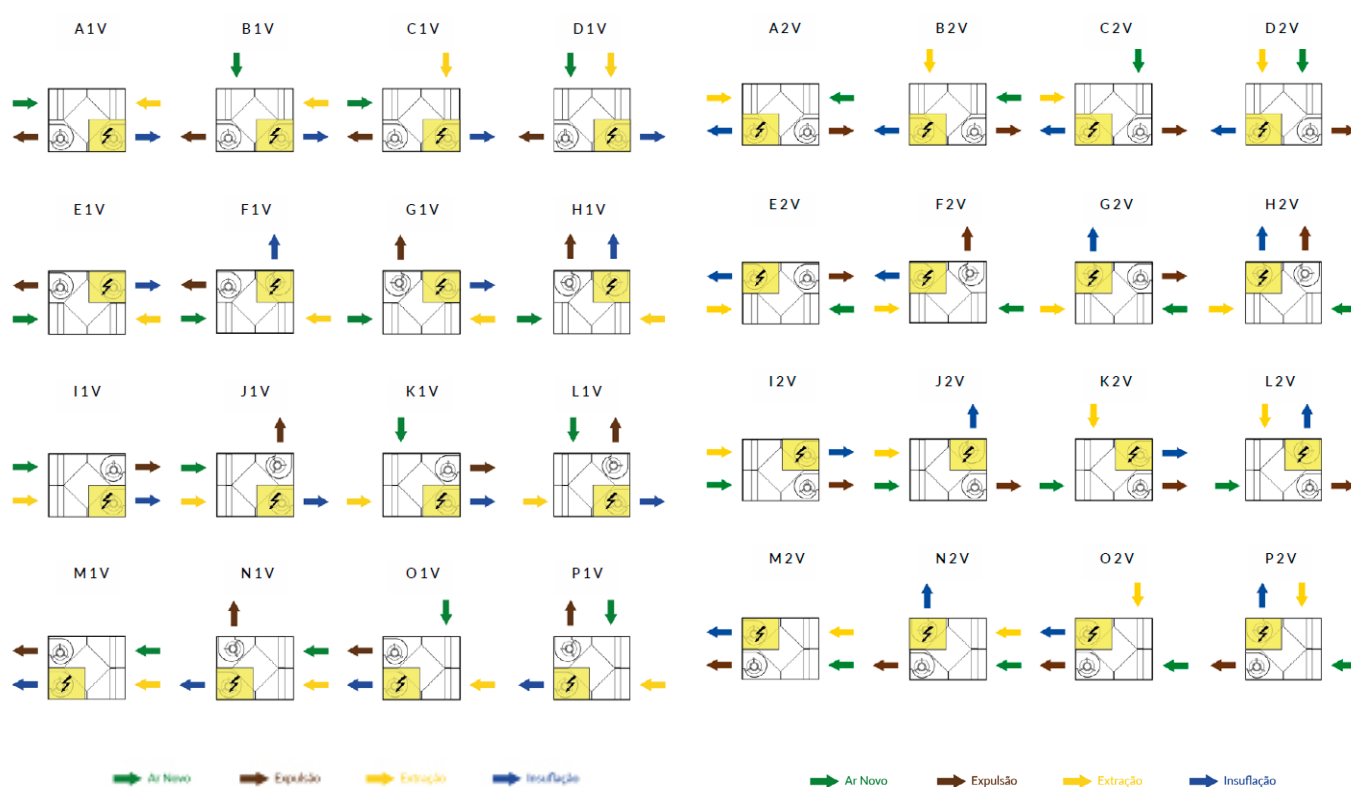 A1V B1V C1V D1V A2V B2V C2V D2V
E1V F1V G1V H1V E2V F2V G2V H2V
I1V J1V K1V L1V I2V J2V K2V L2V
M1V N1V O1V P1V M2V N2V O2V P2V
Ar Novo Expulsão Extração Insuflação Ar Novo Expulsão Extração Insuflação